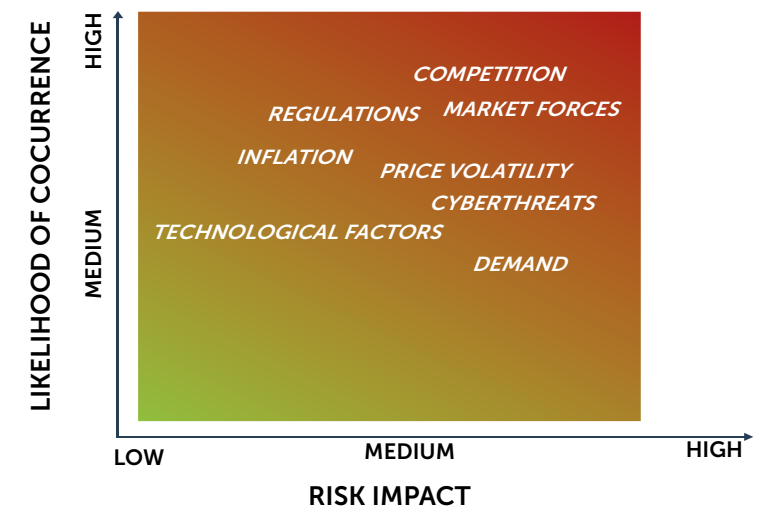 LIKELIHOOD OF COCURRENCE
HIGH
MEDIUM
COMPETITION
REGULATIONS
MARKET FORCES
INFLATION
PRICE VOLATILITY
CYBERTHREATS
TECHNOLOGICAL FACTORS
DEMAND
LOW
MEDIUM
HIGH
RISK IMPACT